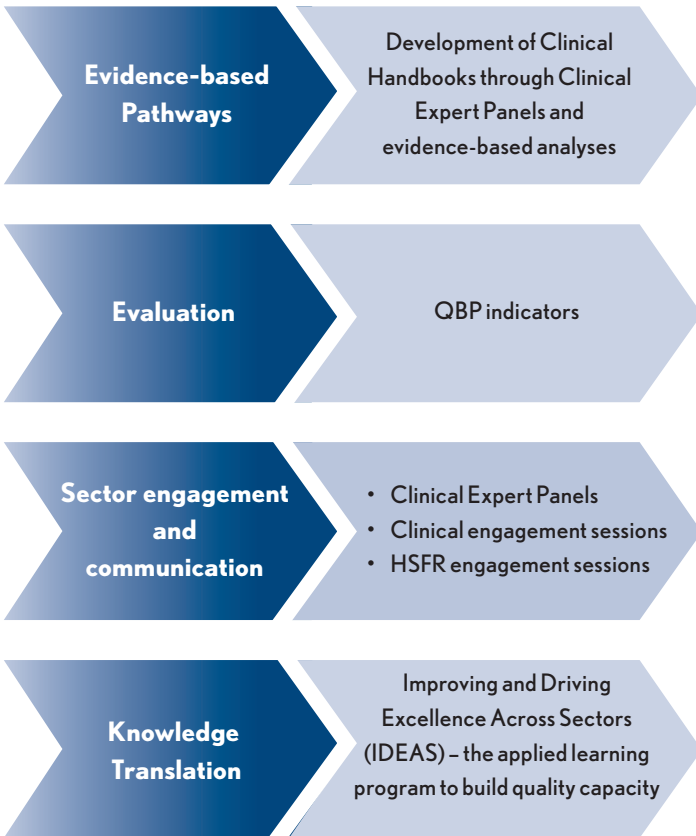 Evidence-based
Pathways
Development of Clinical
Handbooks through Clinical
Expert Panels and
evidence-based analyses
Evaluation
QBP indicators
Sector engagement
and
communication
• Clinical Expert Panels
• Clinical engagement sessions
• HSFR engagement sessions
Knowledge
Translation
Improving and Driving
Excellence Across Sectors
(IDEAS) – the applied learning
program to build quality capacity